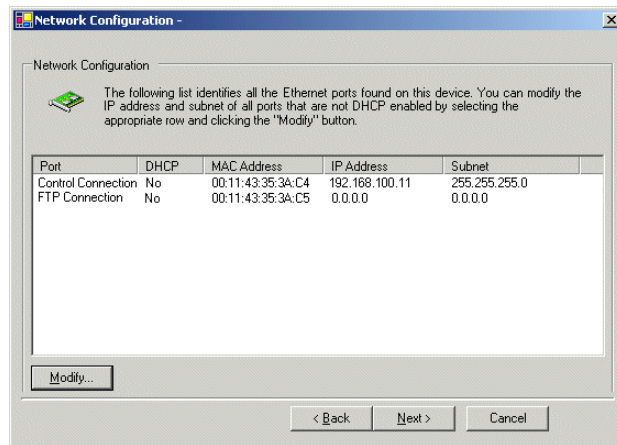 Network Configuration -
Network Configuration
The following list identifies all the Ethernet ports found on this device. You can modify the
IP address and subnet of all ports that are not DHCP enabled by selecting the
appropriate row and clicking the "Modify" button.
Port DHCP MAC Address IP Address Subnet
Control Connection No 00:11:43:35:3A:C4 192.168.100.11 255.255.255.0
FTP Connection No 00:11:43:35:3A:C5 0.0.0.0 0.0.0.0
Modify...
< Back Next > Cancel